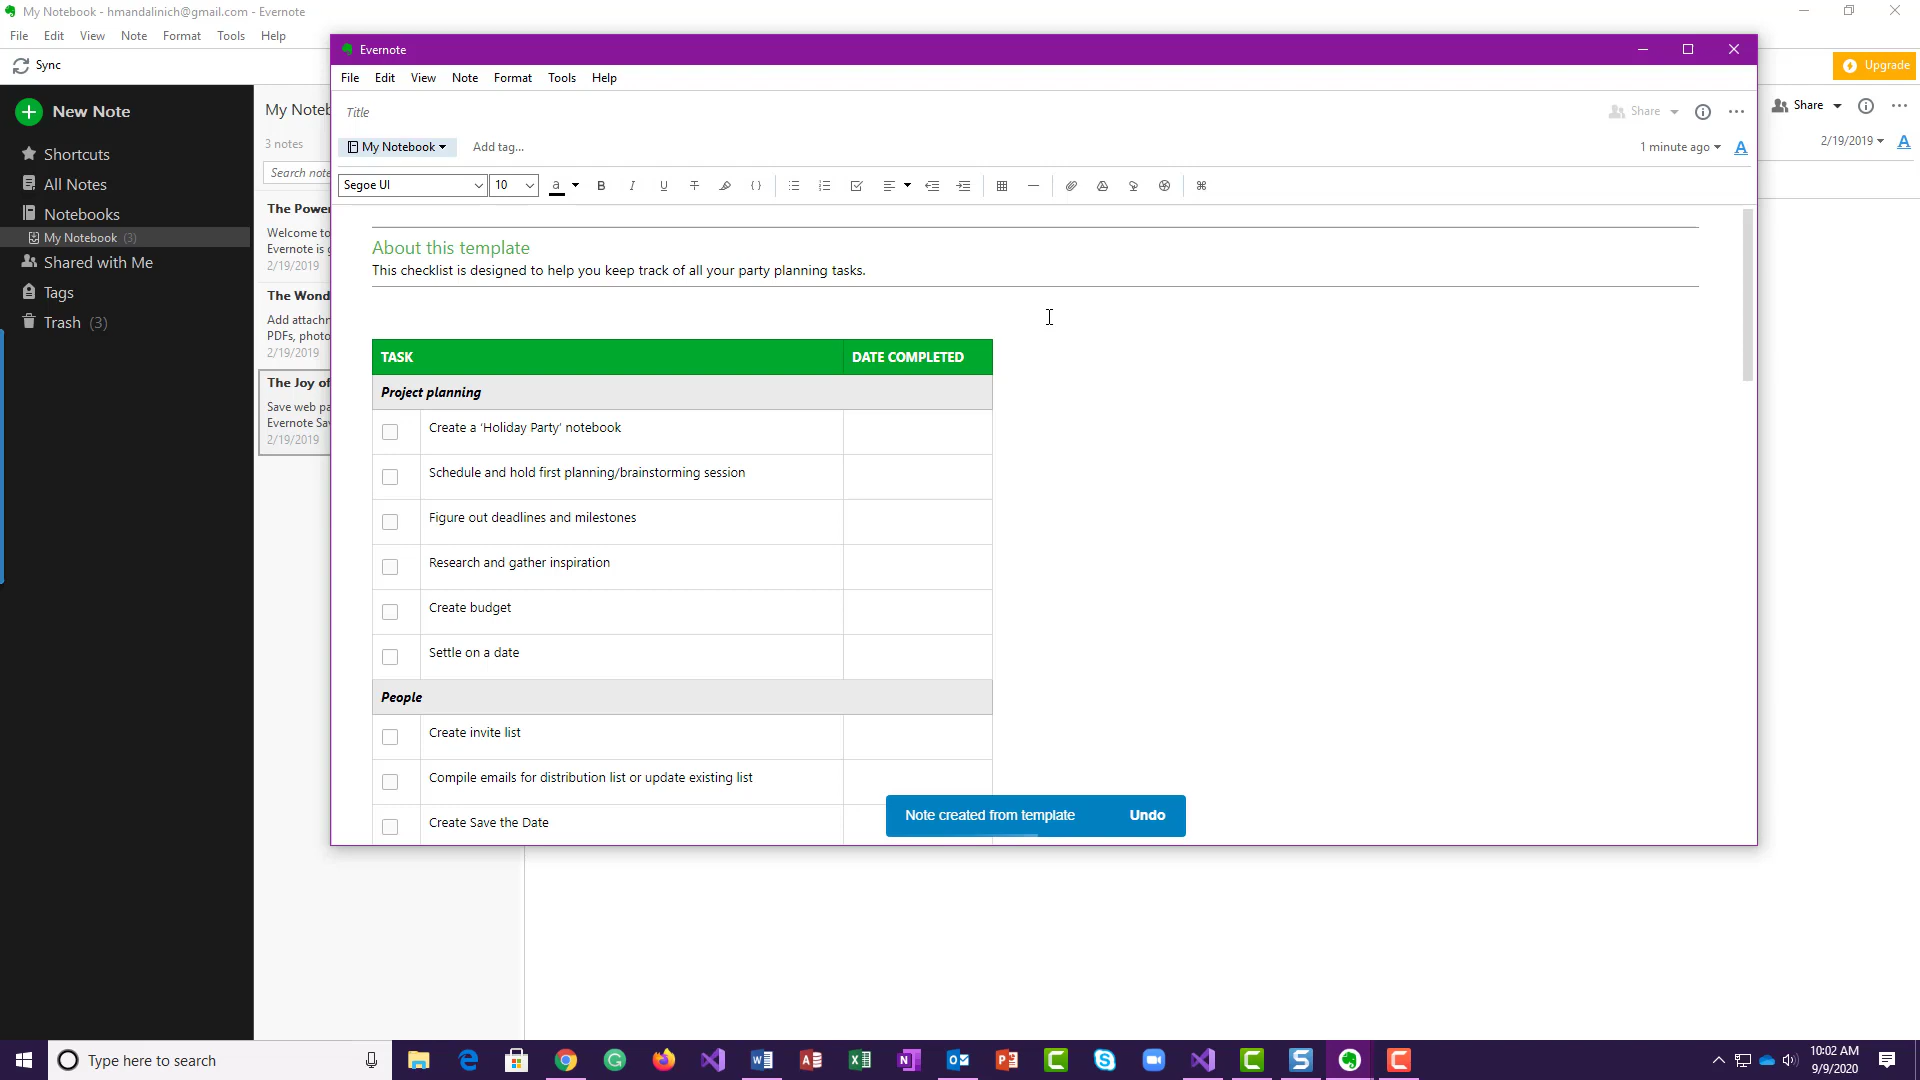 My Notebook - hmandalinich@gmail.com - Evernote
File Edit View Note Format Tools Help
Sync
Upgrade
New Note
Shortcuts
All Notes
Notebooks
My Notebook (3)
Shared with Me
Tags
Trash (3)
My Noteb
3 notes
Search note
The Power
Welcome to
Evernote is g
2/19/2019
The Wond
Add attachm
PDFs, photo
2/19/2019
The Joy of
Save web pa
Evernote Sav
2/19/2019
Share
2/19/2019
A
Evernote
File Edit View Note Format Tools Help
Title
Share
My Notebook Add tag...
1 minute ago A
Segoe UI 10 a B I U T {}
About this template
This checklist is designed to help you keep track of all your party planning tasks.
TASK DATE COMPLETED
Project planning
Create a ‘Holiday Party’ notebook
Schedule and hold first planning/brainstorming session
Figure out deadlines and milestones
Research and gather inspiration
Create budget
Settle on a date
People
Create invite list
Compile emails for distribution list or update existing list
Create Save the Date
Note created from template Undo
Type here to search
10:02 AM
9/9/2020